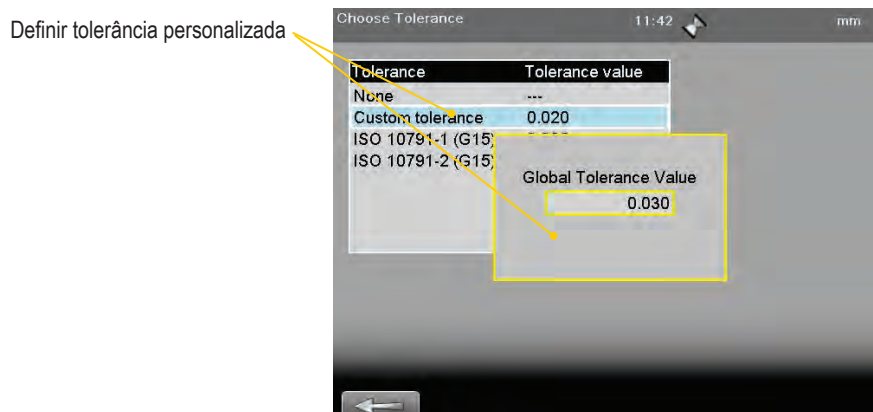 Definir tolerância personalizada
Choose Tolerance 11:42 mm
Tolerance Tolerance value
None ---
Custom tolerance 0.020
ISO 10791-1 (G15)
ISO 10791-2 (G15)
Global Tolerance Value
0.030